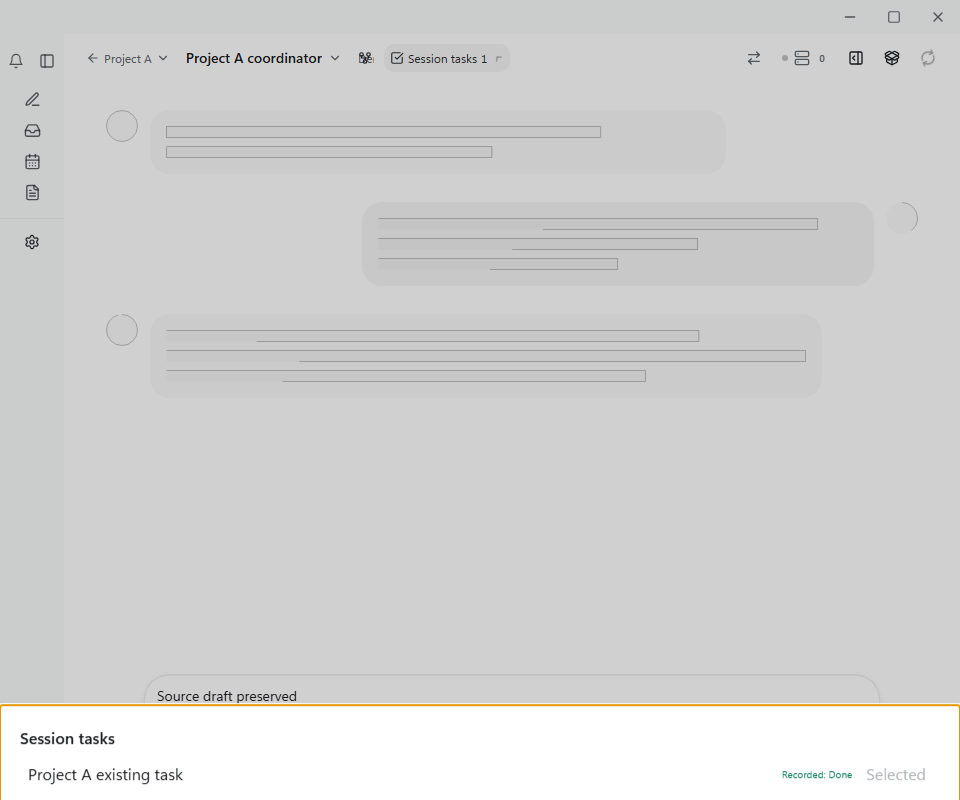 Project A
Project A coordinator
Session tasks 1
0
Source draft preserved
Session tasks
Project A existing task
Recorded: Done
Selected